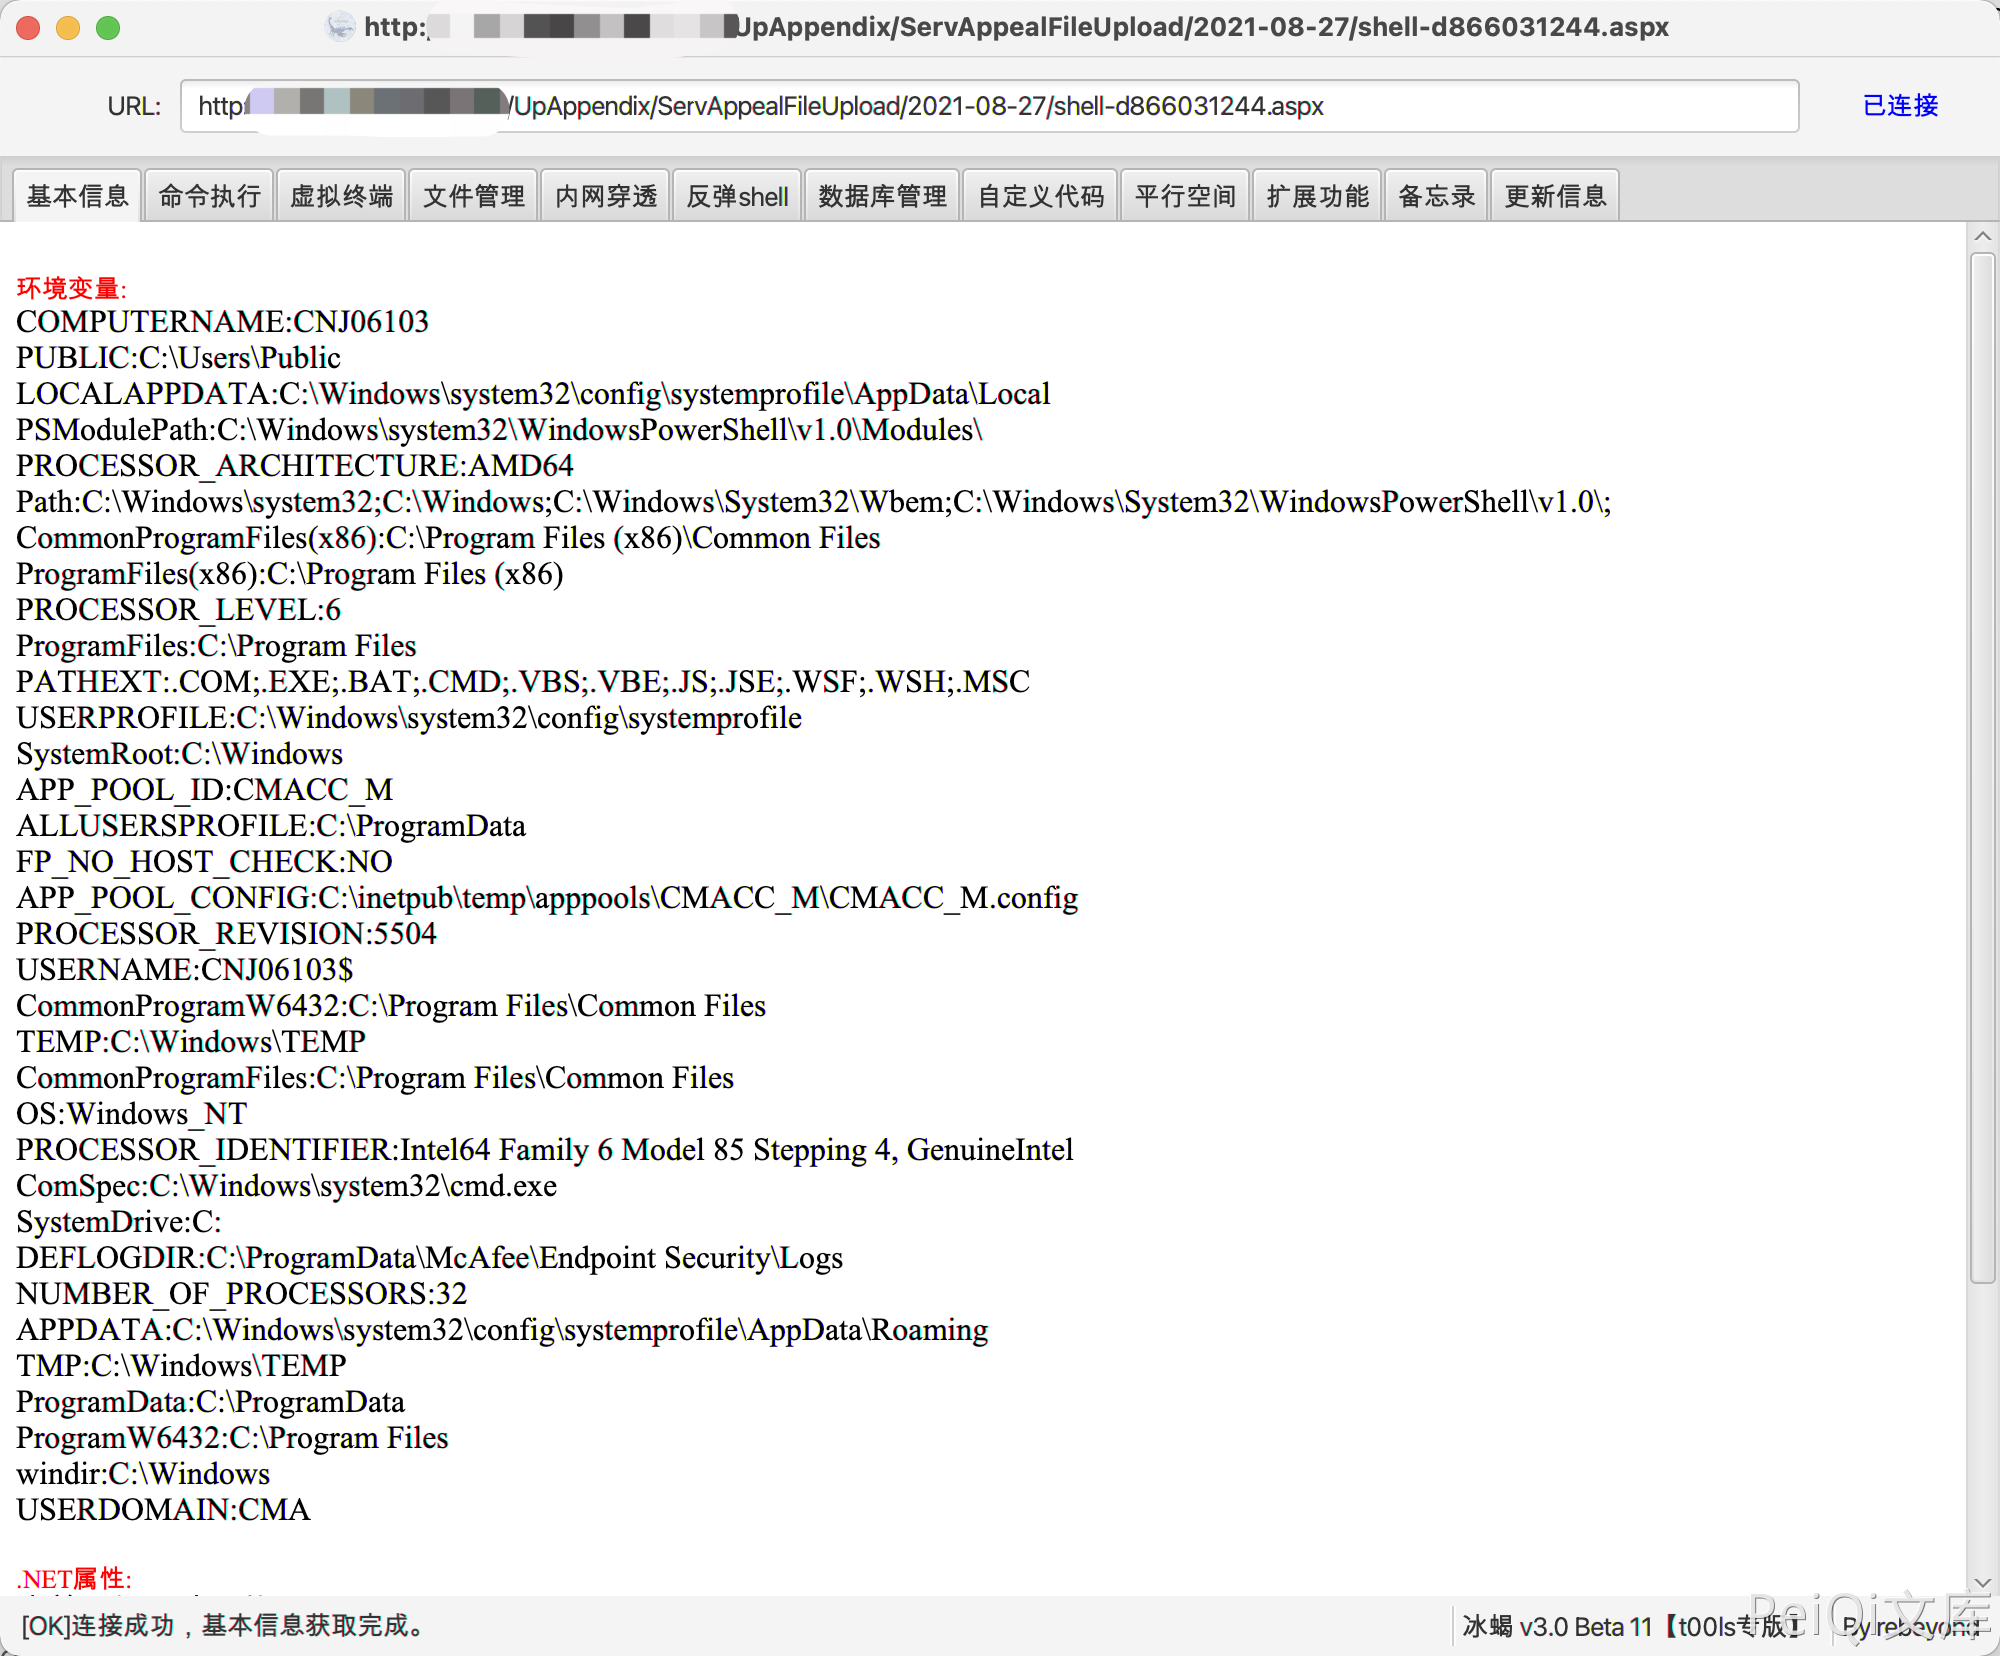 http:
UpAppendix/ServAppealFileUpload/2021-08-27/shell-d866031244.aspx
URL:
http:
/UpAppendix/ServAppealFileUpload/2021-08-27/shell-d866031244.aspx
已连接
基本信息 命令执行 虚拟终端 文件管理 内网穿透 反弹shell 数据库管理 自定义代码 平行空间 扩展功能 备忘录 更新信息
环境变量:
COMPUTERNAME:CNJ06103
PUBLIC:C:\Users\Public
LOCALAPPDATA:C:\Windows\system32\config\systemprofile\AppData\Local
PSModulePath:C:\Windows\system32\WindowsPowerShell\v1.0\Modules\
PROCESSOR_ARCHITECTURE:AMD64
Path:C:\Windows\system32;C:\Windows;C:\Windows\System32\Wbem;C:\Windows\System32\WindowsPowerShell\v1.0\;
CommonProgramFiles(x86):C:\Program Files (x86)\Common Files
ProgramFiles(x86):C:\Program Files (x86)
PROCESSOR_LEVEL:6
ProgramFiles:C:\Program Files
PATHEXT:.COM;.EXE;.BAT;.CMD;.VBS;.VBE;.JS;.JSE;.WSF;.WSH;.MSC
USERPROFILE:C:\Windows\system32\config\systemprofile
SystemRoot:C:\Windows
APP_POOL_ID:CMACC_M
ALLUSERSPROFILE:C:\ProgramData
FP_NO_HOST_CHECK:NO
APP_POOL_CONFIG:C:\inetpub\temp\apppools\CMACC_M\CMACC_M.config
PROCESSOR_REVISION:5504
USERNAME:CNJ06103$
CommonProgramW6432:C:\Program Files\Common Files
TEMP:C:\Windows\TEMP
CommonProgramFiles:C:\Program Files\Common Files
OS:Windows_NT
PROCESSOR_IDENTIFIER:Intel64 Family 6 Model 85 Stepping 4, GenuineIntel
ComSpec:C:\Windows\system32\cmd.exe
SystemDrive:C:
DEFLOGDIR:C:\ProgramData\McAfee\Endpoint Security\Logs
NUMBER_OF_PROCESSORS:32
APPDATA:C:\Windows\system32\config\systemprofile\AppData\Roaming
TMP:C:\Windows\TEMP
ProgramData:C:\ProgramData
ProgramW6432:C:\Program Files
windir:C:\Windows
USERDOMAIN:CMA
.NET属性:
[OK]连接成功，基本信息获取完成。
冰蝎 v3.0 Beta 11【t00ls专版】
By rebeyond
PeiQi文库